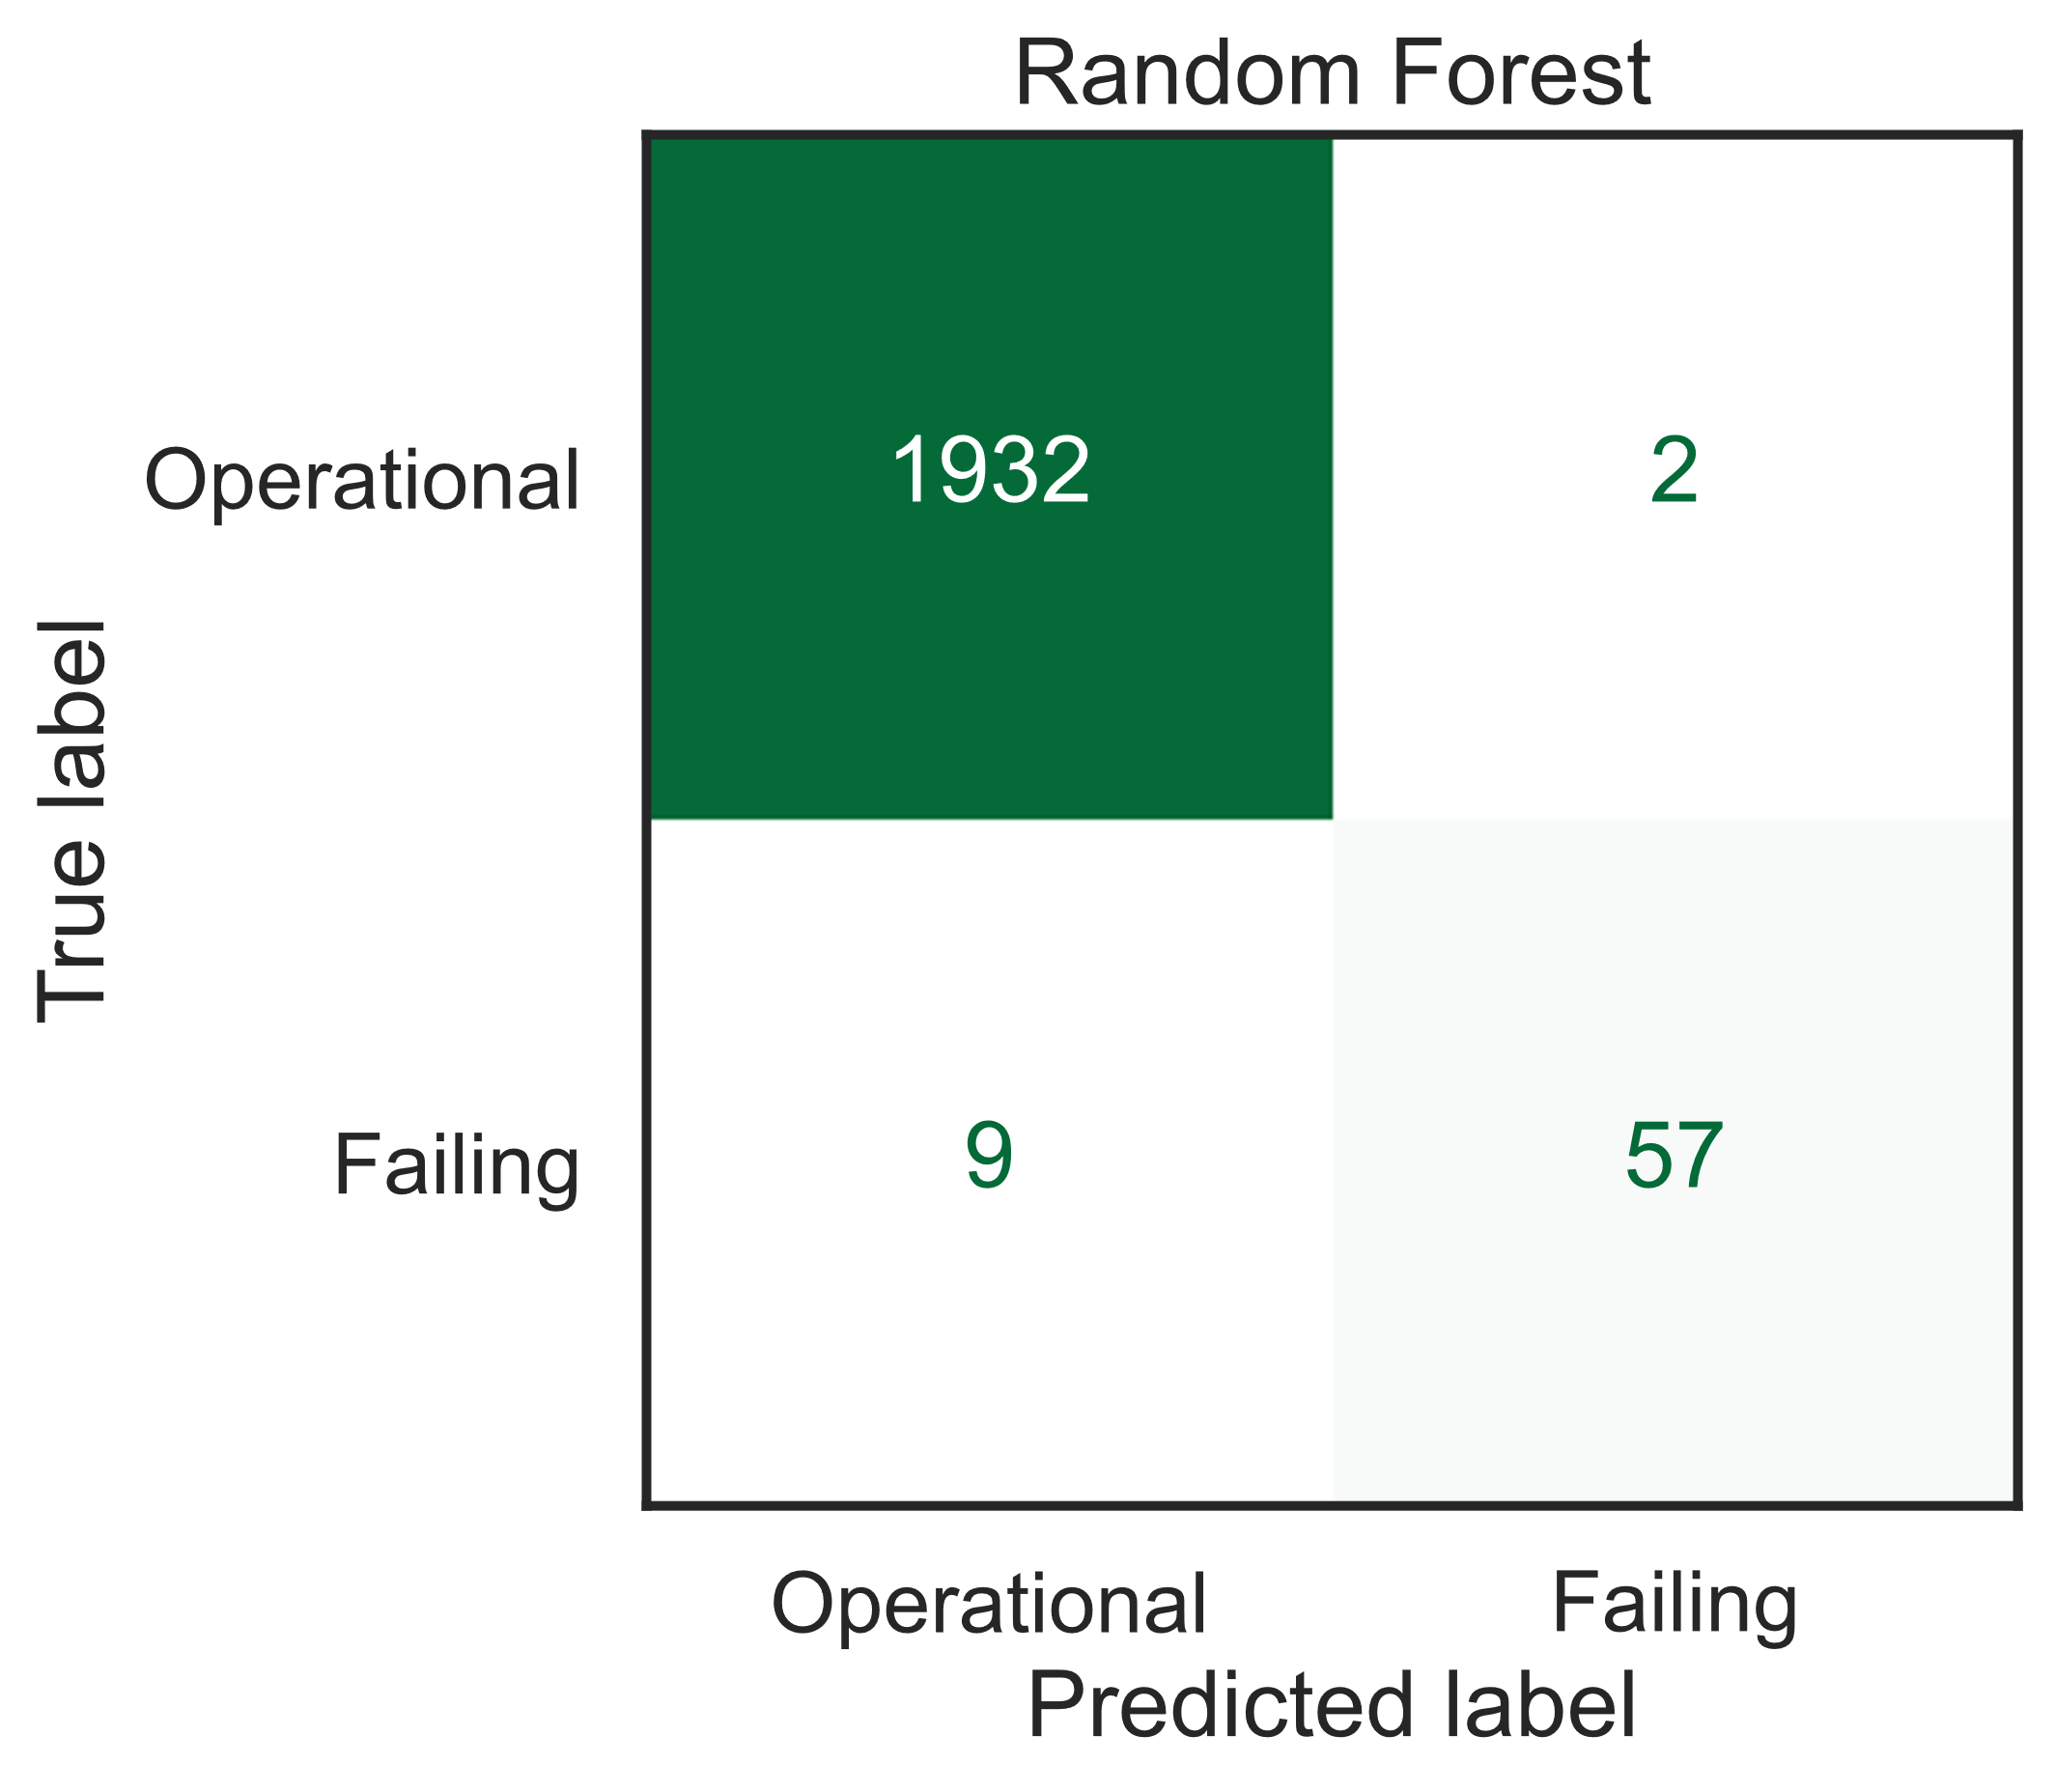 Random Forest
True label
Operational
1932
2
Failing
9
57
Operational
Failing
Predicted label